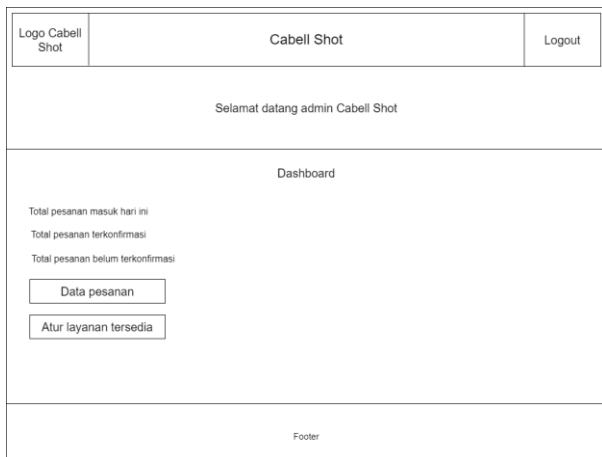 Logo Cabell
Shot
Cabell Shot
Logout
Selamat datang admin Cabell Shot
Dashboard
Total pesanan masuk hari ini
Total pesanan terkonfirmasi
Total pesanan belum terkonfirmasi
Data pesanan
Atur layanan tersedia
Footer